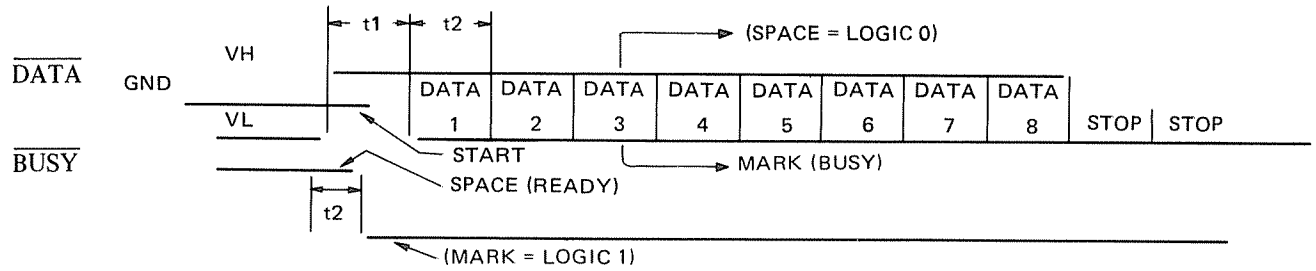 t1 t2
(SPACE = LOGIC 0)
VH
DATA
GND
DATA DATA DATA DATA DATA DATA DATA DATA
VL
1 2 3 4 5 6 7 8 STOP STOP
BUSY
START
MARK (BUSY)
SPACE (READY)
t2
(MARK = LOGIC 1)